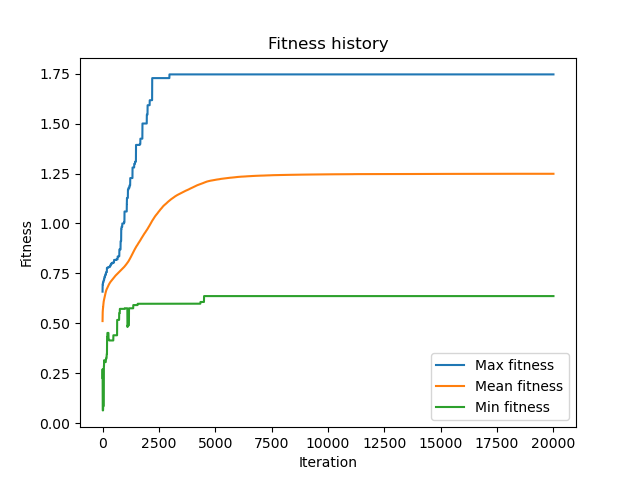 Fitness history
1.75
1.50
1.25
1.00
0.75
0.50
0.25
0.00
Fitness
0
2500
5000
7500
10000
12500
15000
17500
20000
Iteration
Max fitness
Mean fitness
Min fitness